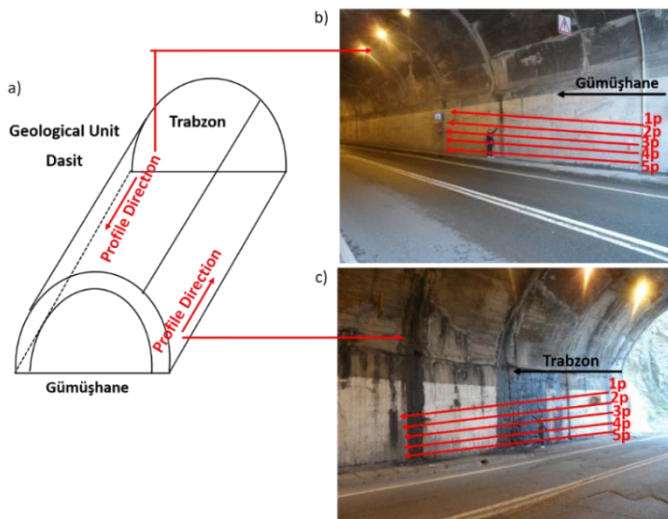 a)
Geological Unit
Dasit
Trabzon
Profile Direction
Profile Direction
Gümüşhane
b)
Gümüşhane
1p
2p
3p
4p
5p
c)
Trabzon
1p
2p
3p
4p
5p